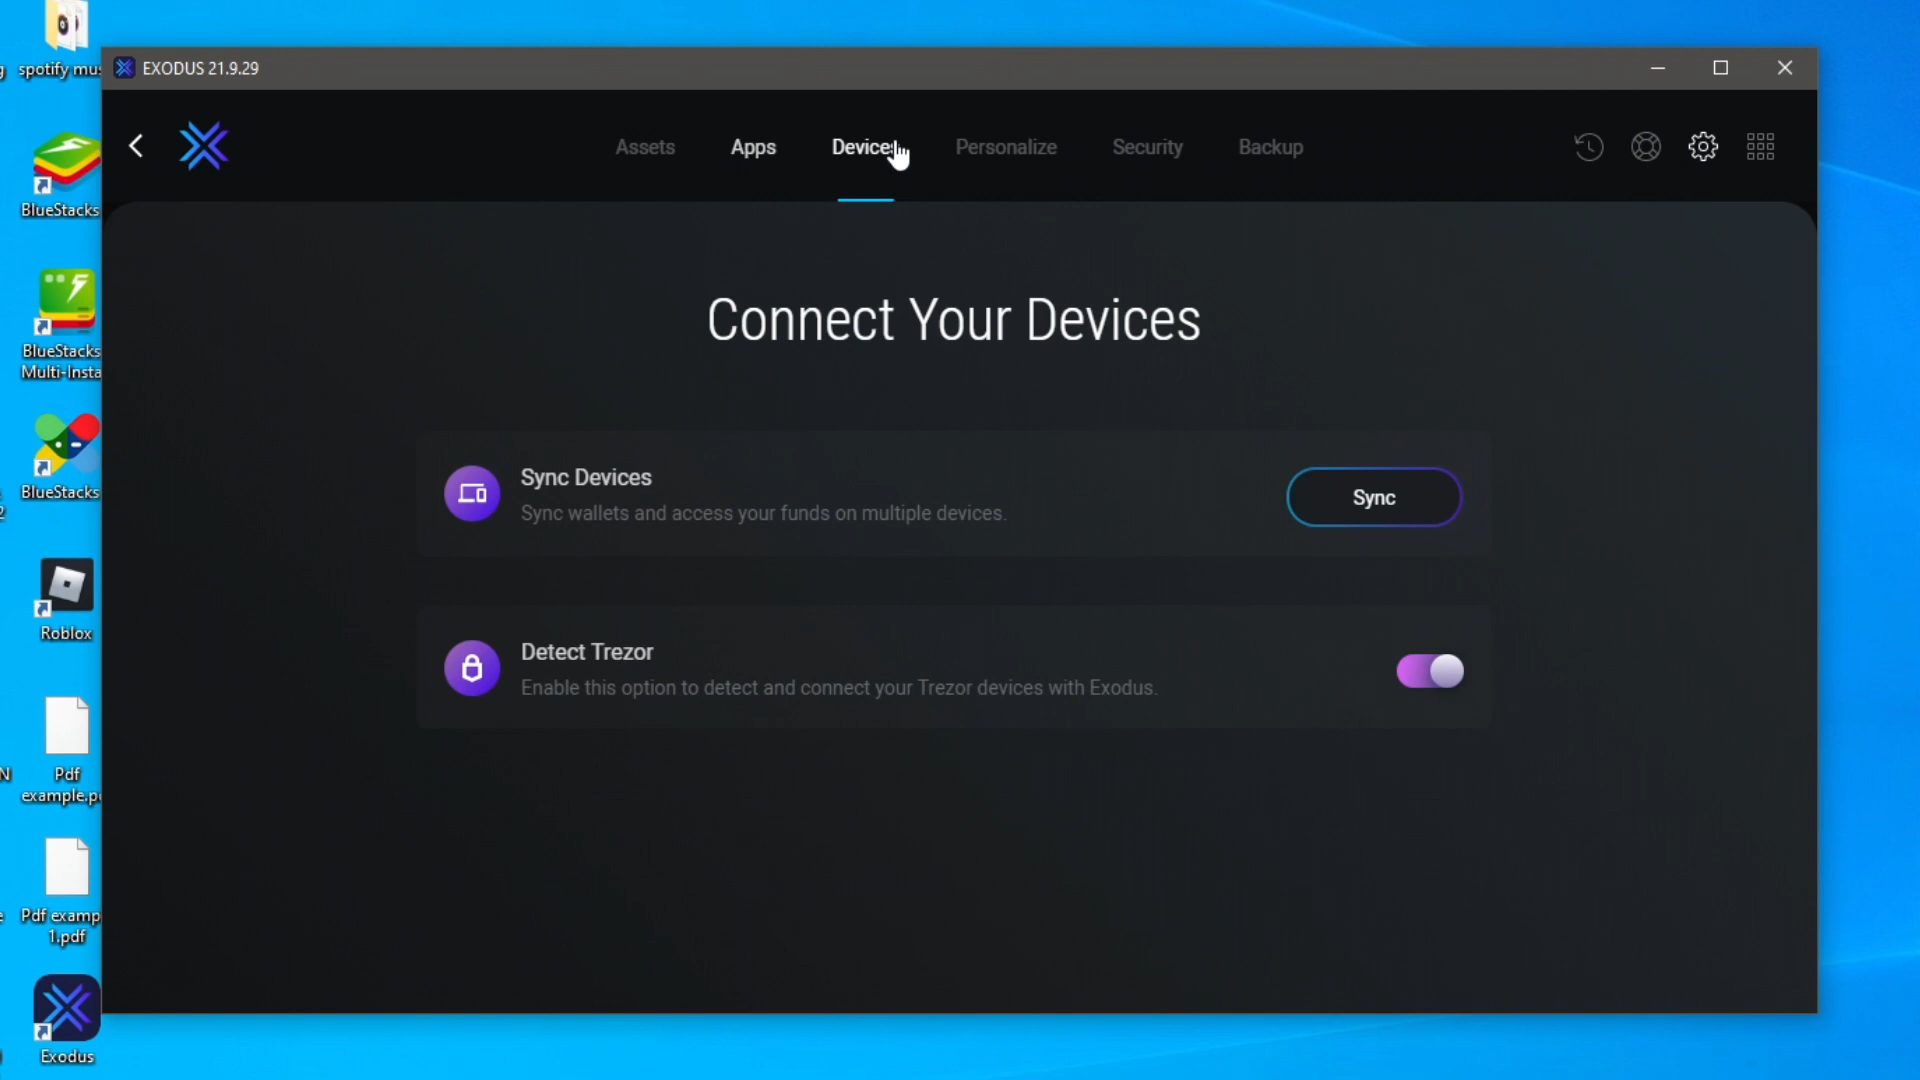 spotify mus
EXODUS 21.9.29
Assets
Apps
Devices
Personalize
Security
Backup
BlueStacks
BlueStacks
Multi-Insta
BlueStacks
Roblox
Pdf
example.p
Pdf examp
1.pdf
Exodus
Connect Your Devices
Sync Devices
Sync wallets and access your funds on multiple devices.
Sync
Detect Trezor
Enable this option to detect and connect your Trezor devices with Exodus.